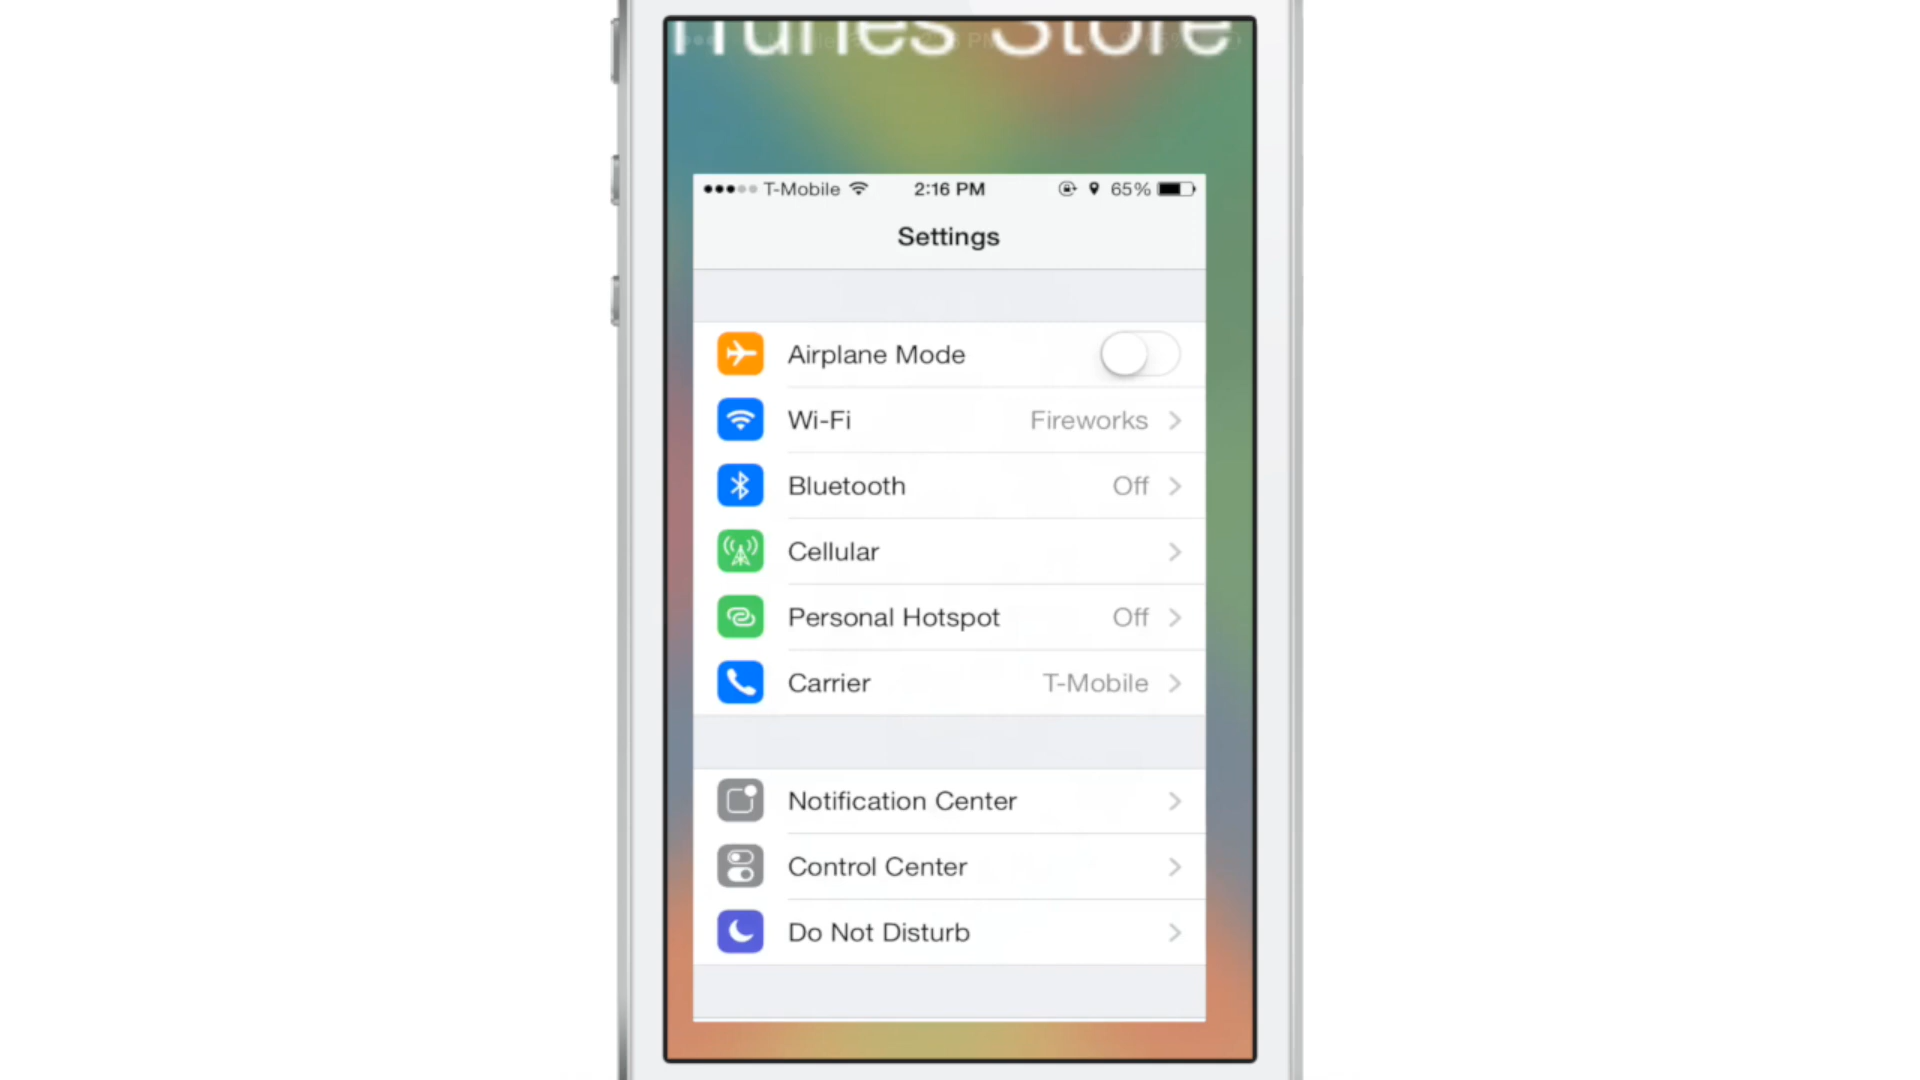 iTunes Store
T-Mobile 2:16 PM 65%
Settings
Airplane Mode
Wi-Fi Fireworks
Bluetooth Off
Cellular
Personal Hotspot Off
Carrier T-Mobile
Notification Center
Control Center
Do Not Disturb